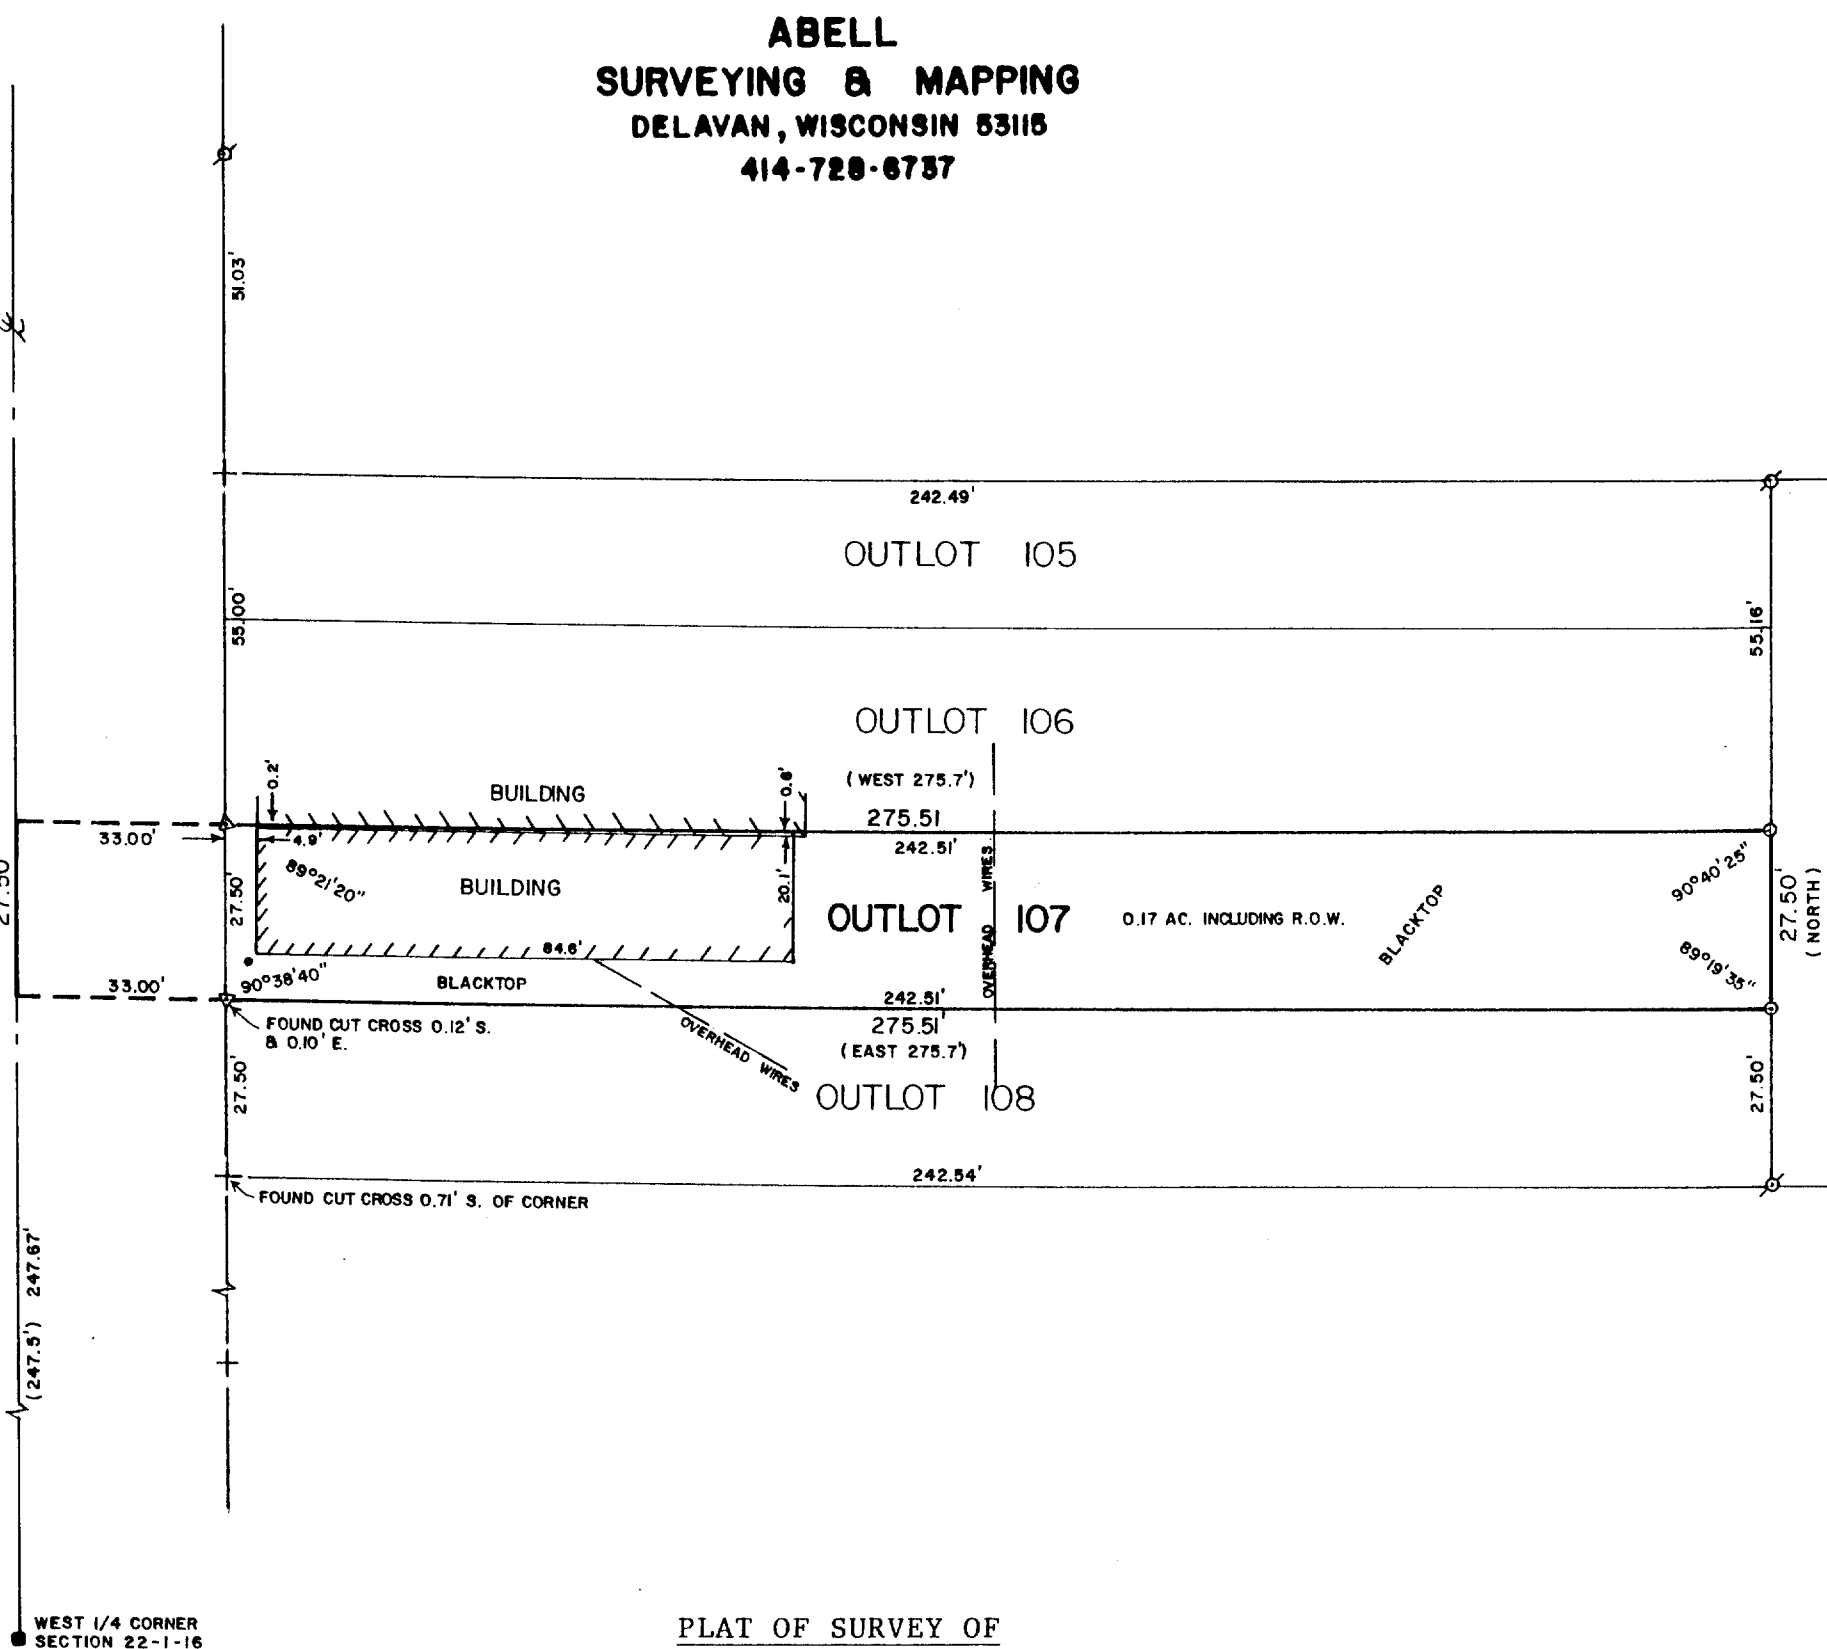 ABELL
SURVEYING & MAPPING
DELAVAN, WISCONSIN 53115
414-728-6737
51.03'
242.49'
OUTLOT 105
55.00'
55.16'
OUTLOT 106
(WEST 275.7')
275.51
242.51'
0.2'
0.6'
BUILDING
33.00'
4.9'
89°21'20"
BUILDING
20.1'
27.50'
27.50
OVERHEAD WIRES
OUTLOT 107
0.17 AC. INCLUDING R.O.W.
BLACKTOP
90°40'25"
27.50'
(NORTH)
89°19'35"
84.6'
90°38'40"
BLACKTOP
33.00'
242.51'
275.51'
(EAST 275.7')
FOUND CUT CROSS 0.12' S.
& 0.10' E.
OVERHEAD WIRES
27.50'
27.50'
OUTLOT 108
242.54'
FOUND CUT CROSS 0.71' S. OF CORNER
(247.5') 247.67'
WEST 1/4 CORNER
SECTION 22-1-16
PLAT OF SURVEY OF